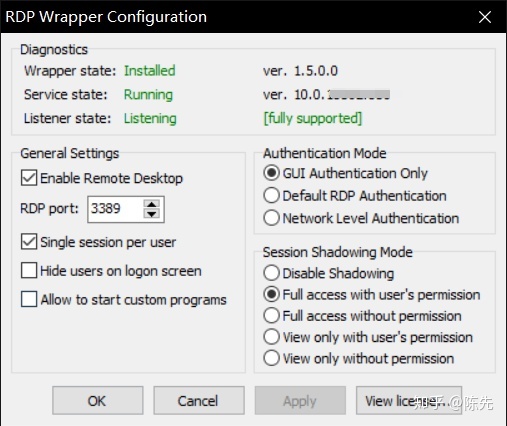 RDP Wrapper Configuration
Diagnostics
Wrapper state: Installed ver. 1.5.0.0
Service state: Running ver. 10.0.
Listener state: Listening [fully supported]
General Settings
Enable Remote Desktop
RDP port: 3389
Single session per user
Hide users on logon screen
Allow to start custom programs
Authentication Mode
GUI Authentication Only
Default RDP Authentication
Network Level Authentication
Session Shadowing Mode
Disable Shadowing
Full access with user's permission
Full access without permission
View only with user's permission
View only without permission
OK Cancel Apply View license...
知乎 @陈先